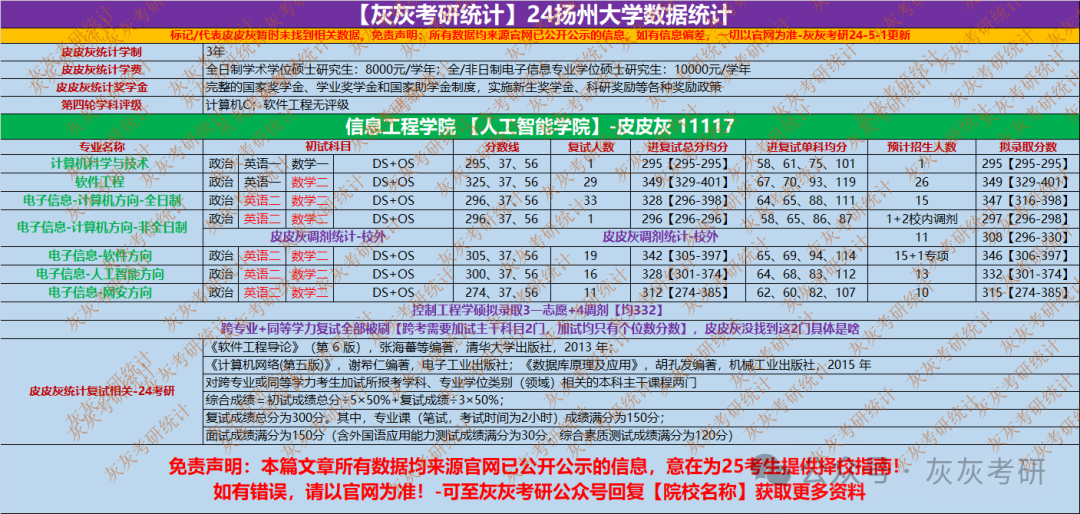 【灰灰考研统计】24扬州大学数据统计
标记/代表皮皮灰暂时未找到相关数据。免责声明：所有数据均来源官网已公开公示的信息。如有信息偏差，一切以官网为准-灰灰考研24-5-1更新
皮皮灰统计学制 3年
皮皮灰统计学费 全日制学术学位硕士研究生：8000元/学年；全/非日制电子信息专业学位硕士研究生：10000元/学年
皮皮灰统计奖学金 完整的国家奖学金、学业奖学金和国家助学金制度，实施新生奖学金、科研奖励等各种奖励政策
第四轮学科评级 计算机C；软件工程无评级
信息工程学院 【人工智能学院】-皮皮灰 11117
专业名称 初试科目 分数线 复试人数 进复试总分均分 进复试单科均分 预计招生人数 拟录取分数
计算机科学与技术 政治 英语一 数学一 DS+OS 295、37、56 1 295【295-295】 58、61、75、101 1 295【295-295】
软件工程 政治 英语一 数学二 DS+OS 325、37、56 29 349【329-401】 67、70、93、119 26 349【329-401】
电子信息-计算机方向-全日制 政治 英语二 数学二 DS+OS 296、37、56 33 328【296-398】 64、65、88、111 15 347【316-398】
电子信息-计算机方向-非全日制 政治 英语二 数学二 DS+OS 296、37、56 1 296【296-296】 58、65、86、87 1+2校内调剂 297【296-298】
皮皮灰调剂统计-校外 皮皮灰调剂统计-校外 11 308【296-330】
电子信息-软件方向 政治 英语二 数学二 DS+OS 305、37、56 19 342【305-397】 65、69、94、114 15+1专项 346【306-397】
电子信息-人工智能方向 政治 英语二 数学二 DS+OS 300、37、56 16 328【301-374】 64、68、83、112 13 332【301-374】
电子信息-网安方向 政治 英语二 数学二 DS+OS 274、37、56 11 312【274-385】 62、60、82、107 10 315【274-385】
控制工程学硕拟录取3一志愿+4调剂【均332】
跨专业+同等学力复试全部被刷【跨考需要加试主干科目2门，加试均只有个位数分数】，皮皮灰没找到这2门具体是啥
皮皮灰统计复试相关-24考研
《软件工程导论》（第 6 版），张海藩等编著，清华大学出版社，2013 年；
《计算机网络(第五版)》，谢希仁编著，电子工业出版社；《数据库原理及应用》，胡孔发编著，机械工业出版社，2015 年
对跨专业或同等学力考生加试所报考学科、专业学位类别（领域）相关的本科主干课程两门
综合成绩＝初试成绩总分÷5×50%+复试成绩÷3×50%；
复试成绩总分为300分。其中，专业课（笔试，考试时间为2小时）成绩满分为150分；
面试成绩满分为150分（含外国语应用能力测试成绩满分为30分、综合素质测试成绩满分为120分）
免责声明：本篇文章所有数据均来源官网已公开公示的信息，意在为25考生提供择校指南！
如有错误，请以官网为准！-可至灰灰考研公众号回复【院校名称】获取更多资料
公众号 · 灰灰考研
灰灰考研统计